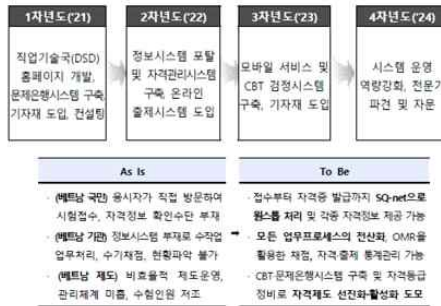 1차년도('21)
직업기술국(DSD)
홈페이지 개발,
문제은행시스템 구축,
기자재 도입, 컨설팅
2차년도('22)
정보시스템 포탈
및 자격관리시스템
구축, 온라인
출제시스템 도입
3차년도('23)
모바일 서비스 및
CBT 검정시스템
구축, 기자재 도입
4차년도('24)
시스템 운영
역량강화, 전문가
파견 및 자문
As Is
· (베트남 국민) 응시자가 직접 방문하여
시험접수, 자격정보 확인수단 부재
· (베트남 기관) 정보시스템 부재로 수작업
업무처리, 수기채점, 현황파악 불가
· (베트남 제도) 비효율적 제도운영,
관리체계 미흡, 수험인원 저조
➡
To Be
· 접수부터 자격증 발급까지 SQ-net으로
원스톱 처리 및 각종 자격정보 제공 가능
· 모든 업무프로세스의 전산화, OMR을
활용한 채점, 자격·출제 통계관리 가능
· CBT·문제은행시스템 구축 및 자격등급
정비로 자격제도 선진화·활성화 도모